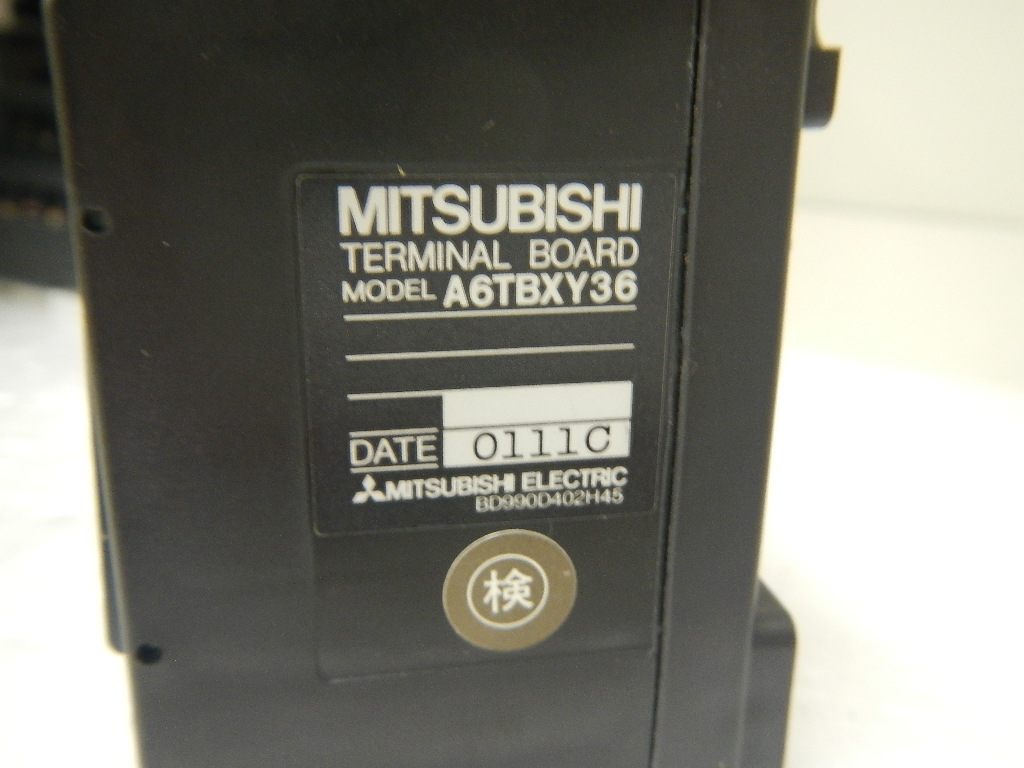 MITSUBISHI
TERMINAL BOARD
MODEL A6TBXY36
DATE 0111C
MITSUBISHI ELECTRIC
BD990D402H45
検